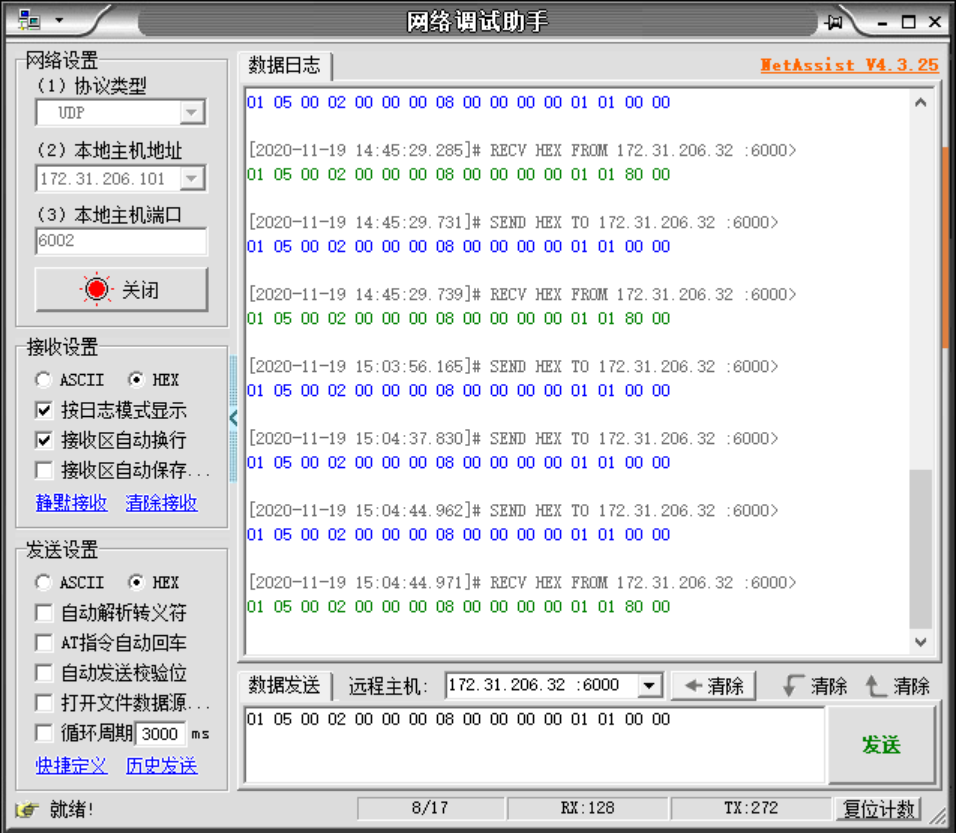 网络调试助手
网络设置
(1) 协议类型
UDP
(2) 本地主机地址
172.31.206.101
(3) 本地主机端口
6002
关闭
接收设置
ASCII HEX
按日志模式显示
接收区自动换行
接收区自动保存...
静默接收 清除接收
发送设置
ASCII HEX
自动解析转义符
AT指令自动回车
自动发送校验位
打开文件数据源...
循环周期 3000 ms
快捷定义 历史发送
数据日志 NetAssist V4.3.25
01 05 00 02 00 00 00 08 00 00 00 00 01 01 00 00
[2020-11-19 14:45:29.285]# RECV HEX FROM 172.31.206.32 :6000>
01 05 00 02 00 00 00 08 00 00 00 00 01 01 80 00
[2020-11-19 14:45:29.731]# SEND HEX TO 172.31.206.32 :6000>
01 05 00 02 00 00 00 08 00 00 00 00 01 01 00 00
[2020-11-19 14:45:29.739]# RECV HEX FROM 172.31.206.32 :6000>
01 05 00 02 00 00 00 08 00 00 00 00 01 01 80 00
[2020-11-19 15:03:56.165]# SEND HEX TO 172.31.206.32 :6000>
01 05 00 02 00 00 00 08 00 00 00 00 01 01 00 00
[2020-11-19 15:04:37.830]# SEND HEX TO 172.31.206.32 :6000>
01 05 00 02 00 00 00 08 00 00 00 00 01 01 00 00
[2020-11-19 15:04:44.962]# SEND HEX TO 172.31.206.32 :6000>
01 05 00 02 00 00 00 08 00 00 00 00 01 01 00 00
[2020-11-19 15:04:44.971]# RECV HEX FROM 172.31.206.32 :6000>
01 05 00 02 00 00 00 08 00 00 00 00 01 01 80 00
数据发送 远程主机: 172.31.206.32 :6000 清除 清除 清除
01 05 00 02 00 00 00 08 00 00 00 00 01 01 00 00
发送
就绪! 8/17 RX:128 TX:272 复位计数